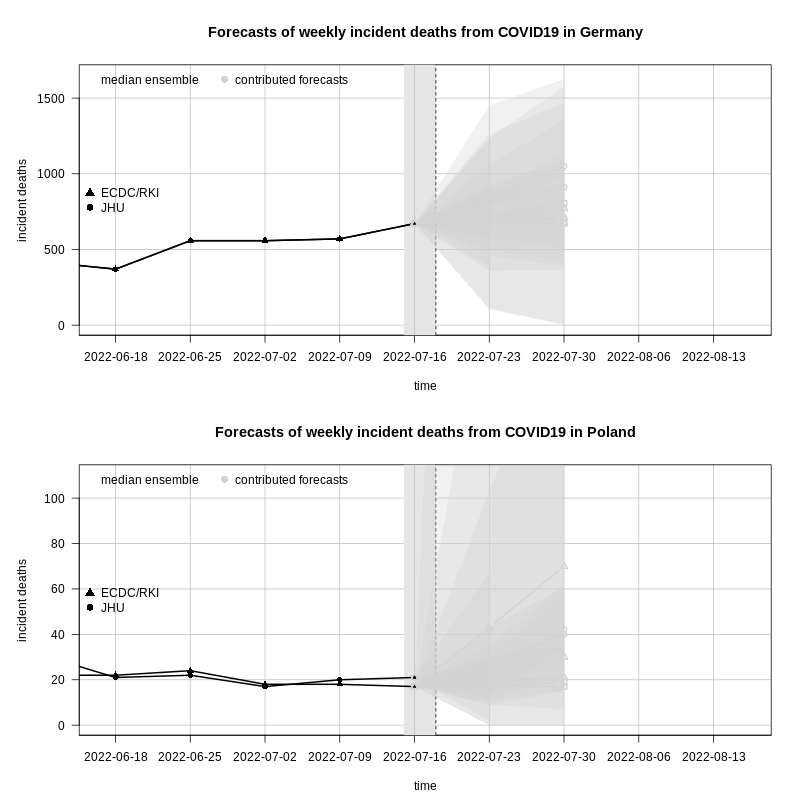 Forecasts of weekly incident deaths from COVID19 in Germany
median ensemble contributed forecasts
1500
1000
500
0
incident deaths
ECDC/RKI
JHU
2022-06-18 2022-06-25 2022-07-02 2022-07-09 2022-07-16 2022-07-23 2022-07-30 2022-08-06 2022-08-13
time
Forecasts of weekly incident deaths from COVID19 in Poland
median ensemble contributed forecasts
100
80
60
40
20
0
incident deaths
ECDC/RKI
JHU
2022-06-18 2022-06-25 2022-07-02 2022-07-09 2022-07-16 2022-07-23 2022-07-30 2022-08-06 2022-08-13
time